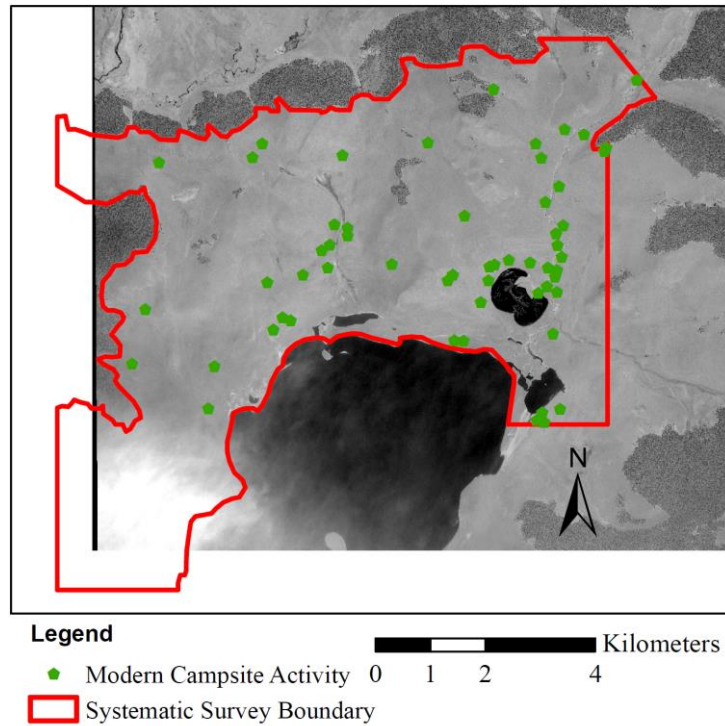 N
Legend
Modern Campsite Activity
Systematic Survey Boundary
Kilometers
0 1 2 4